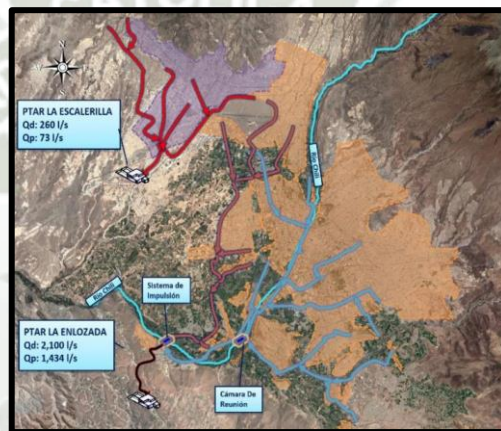 N
PTAR LA ESCALERILLA
Qd: 260 l/s
Qp: 73 l/s
Río Chili
Río Chili
Sistema de
Impulsión
PTAR LA ENLOZADA
Qd: 2,100 l/s
Qp: 1,434 l/s
Cámara De
Reunión